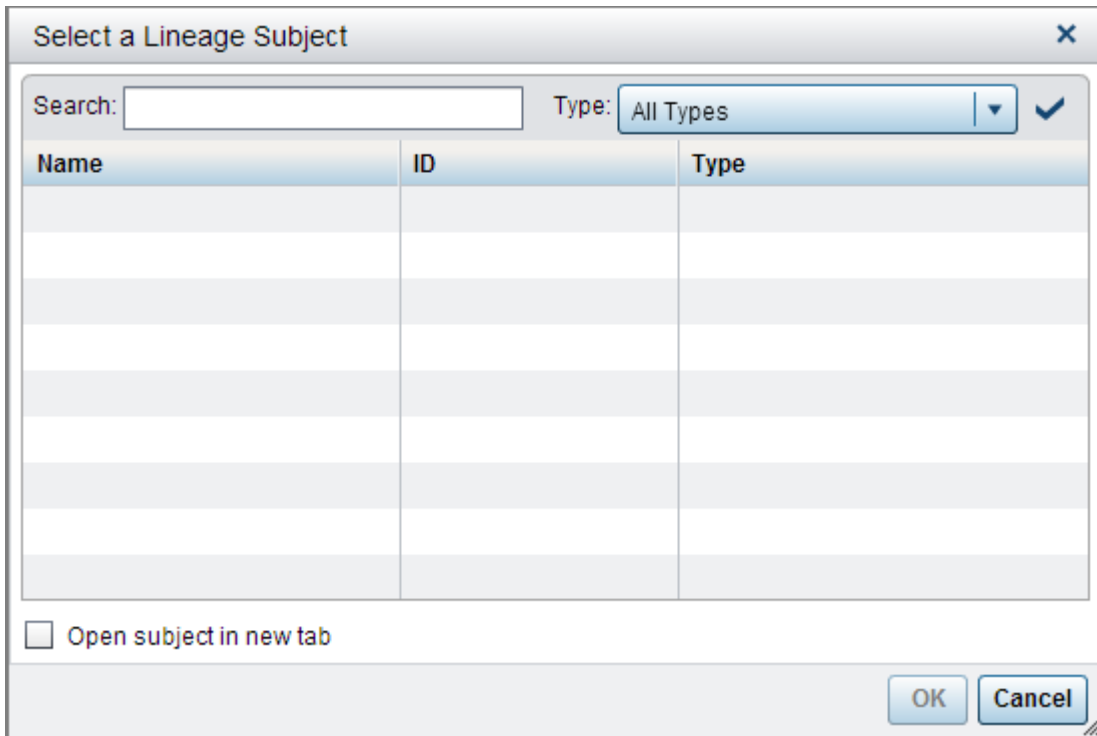 Select a Lineage Subject
Search: Type: All Types
Name ID Type
Open subject in new tab
OK Cancel